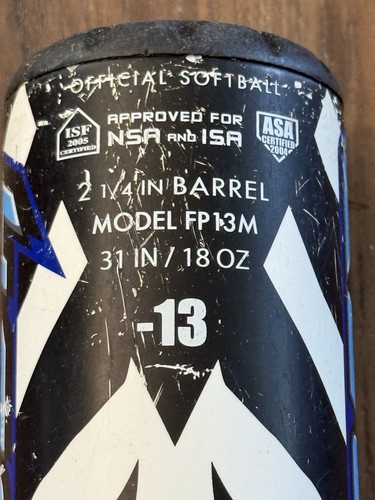 OFFICIAL SOFTBALL
ISF
2005
CERTIFIED
APPROVED FOR
NSA AND ISA
ASA
CERTIFIED
2004
2 1/4 IN BARREL
MODEL FP13M
31 IN / 18 OZ
-13